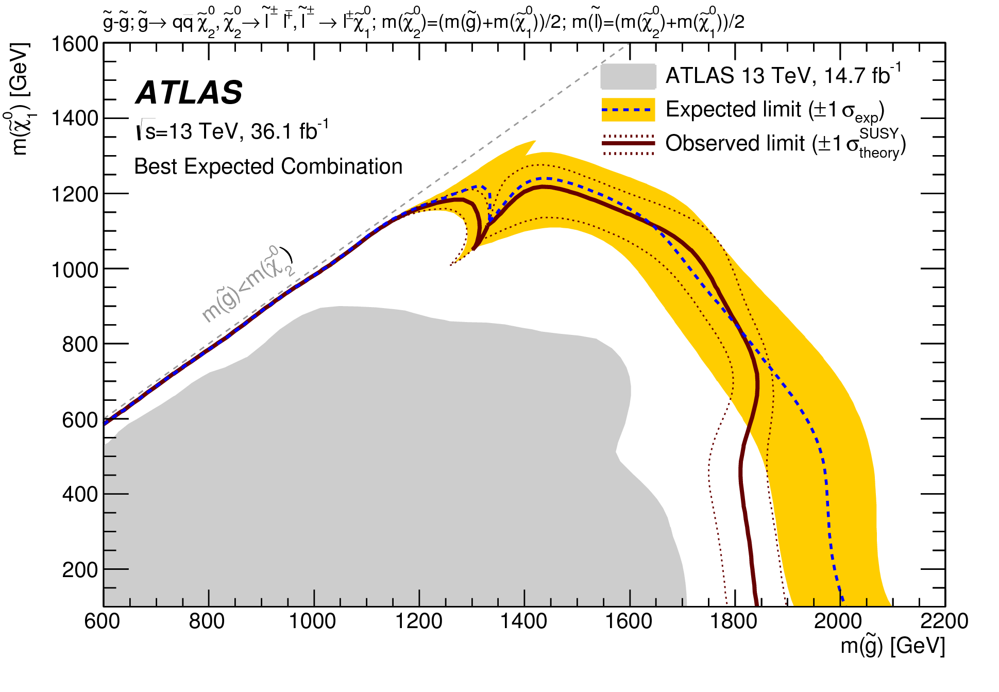 g̃-g̃; g̃→ qq̄ χ̃₂⁰, χ̃₂⁰→ l̃± l∓, l̃± → l±χ̃₁⁰; m(χ̃₂⁰)=(m(g̃)+m(χ̃₁⁰))/2; m(l̃)=(m(χ̃₂⁰)+m(χ̃₁⁰))/2
m(χ̃₁⁰) [GeV]
1600
1400
1200
1000
800
600
400
200
ATLAS
√s=13 TeV, 36.1 fb⁻¹
Best Expected Combination
ATLAS 13 TeV, 14.7 fb⁻¹
Expected limit (±1 σ_exp)
Observed limit (±1 σ^SUSY_theory)
m(g̃)<m(χ̃₂⁰)
600 800 1000 1200 1400 1600 1800 2000 2200
m(g̃) [GeV]